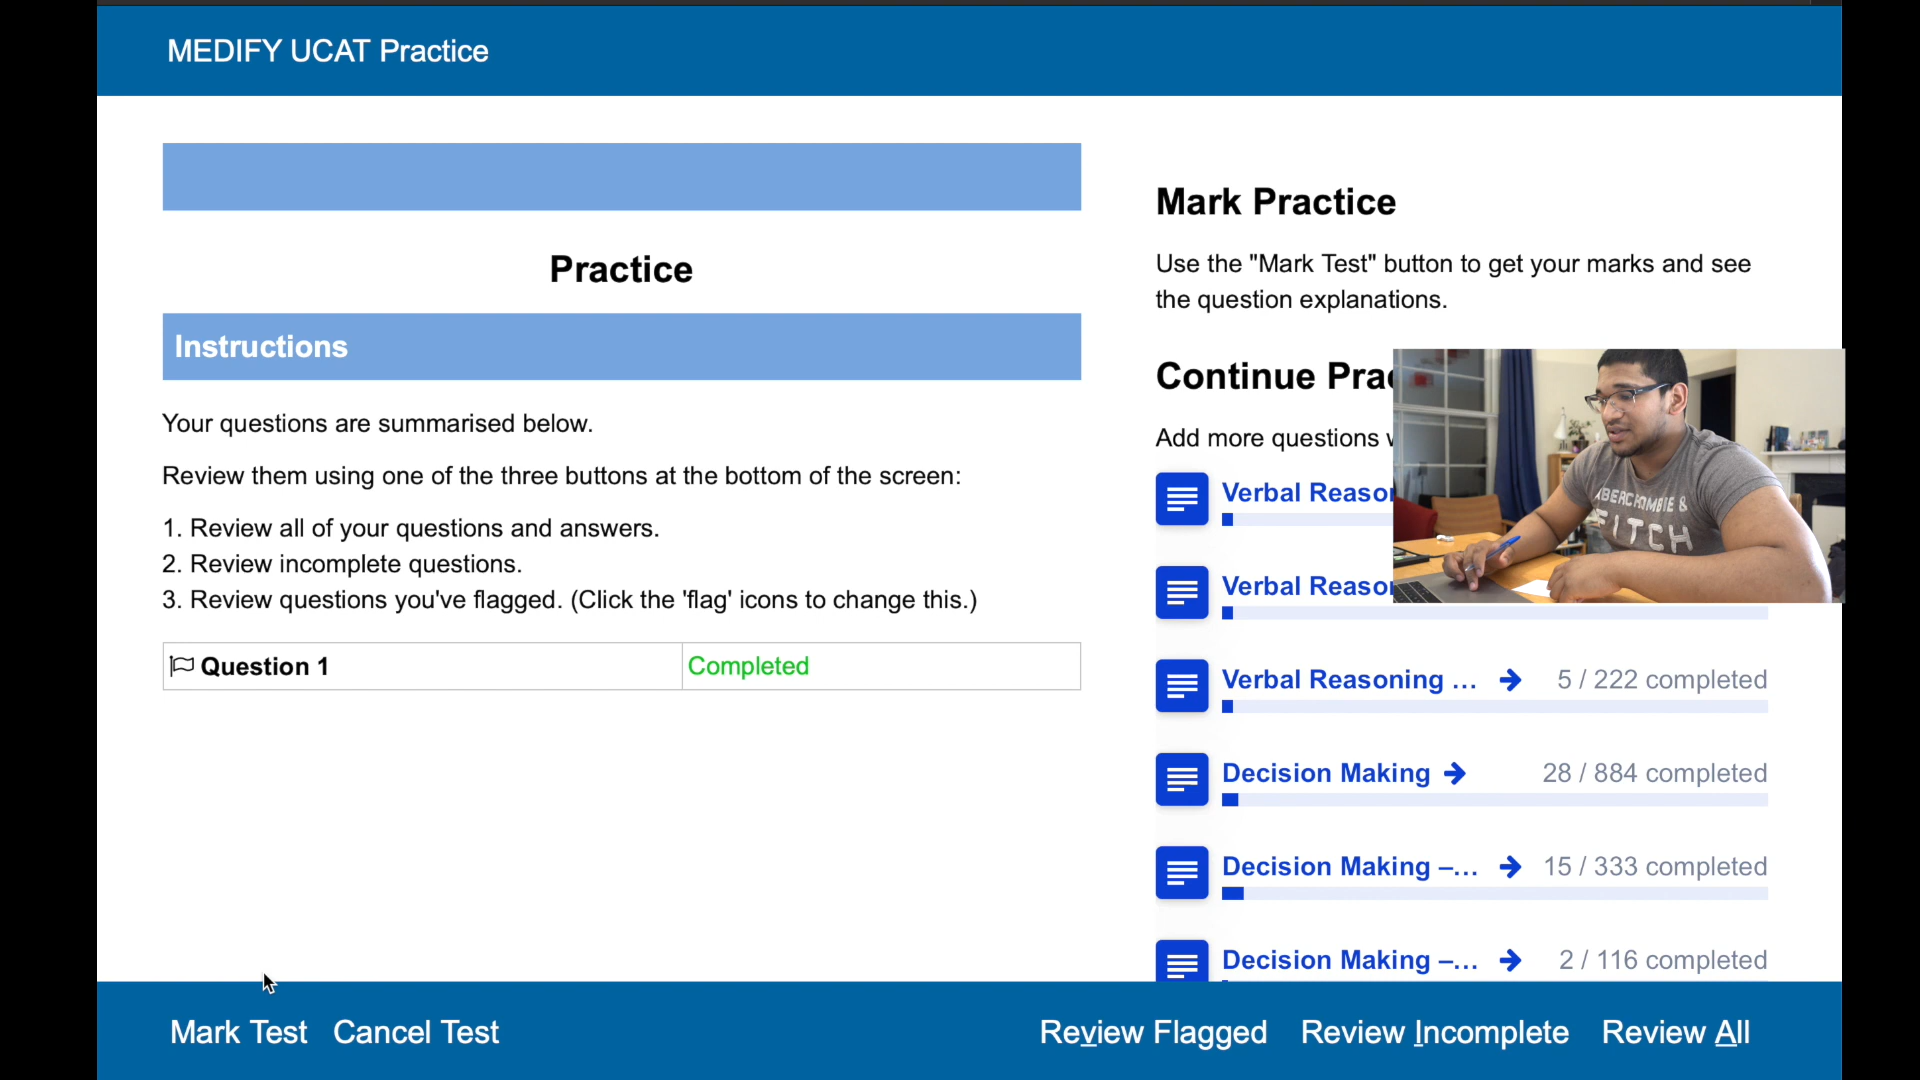 MEDIFY UCAT Practice
Practice
Instructions
Your questions are summarised below.
Review them using one of the three buttons at the bottom of the screen:
1. Review all of your questions and answers.
2. Review incomplete questions.
3. Review questions you've flagged. (Click the 'flag' icons to change this.)
Question 1 Completed
Mark Practice
Use the "Mark Test" button to get your marks and see
the question explanations.
Continue
Add more questions
Verbal
Verbal
Verbal Reasoning ... 5 / 222 completed
Decision Making 28 / 884 completed
Decision Making –... 15 / 333 completed
Decision Making –... 2 / 116 completed
ABERCROMBIE &
FITCH
Mark Test Cancel Test Review Flagged Review Incomplete Review All